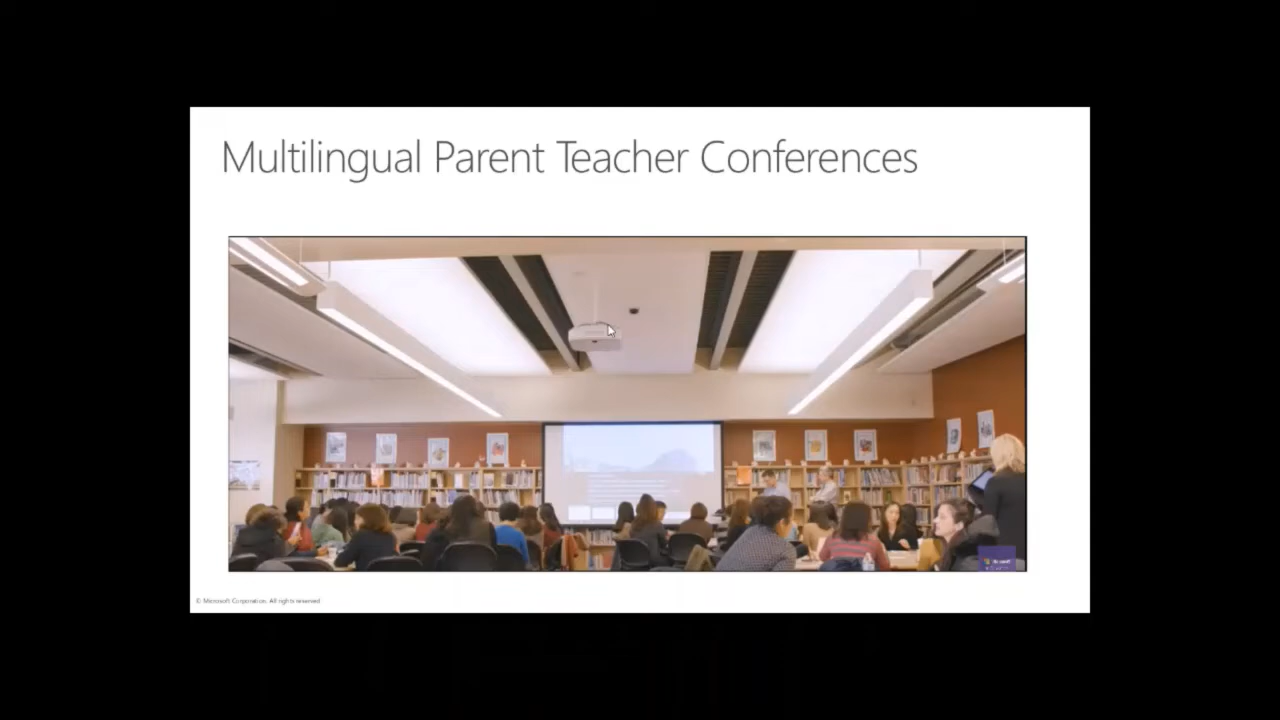 Multilingual Parent Teacher Conferences
© Microsoft Corporation. All rights reserved